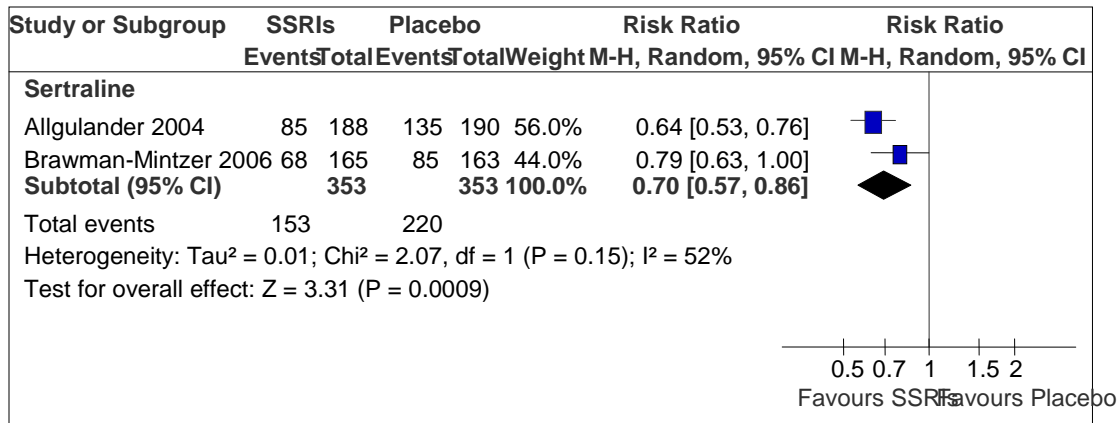 Study or Subgroup SSRIs Placebo Risk Ratio Risk Ratio
Events Total Events Total Weight M-H, Random, 95% CI M-H, Random, 95% CI
Sertraline
Allgulander 2004 85 188 135 190 56.0% 0.64 [0.53, 0.76]
Brawman-Mintzer 2006 68 165 85 163 44.0% 0.79 [0.63, 1.00]
Subtotal (95% CI) 353 353 100.0% 0.70 [0.57, 0.86]
Total events 153 220
Heterogeneity: Tau² = 0.01; Chi² = 2.07, df = 1 (P = 0.15); I² = 52%
Test for overall effect: Z = 3.31 (P = 0.0009)
0.5 0.7 1 1.5 2
Favours SSRIs Favours Placebo